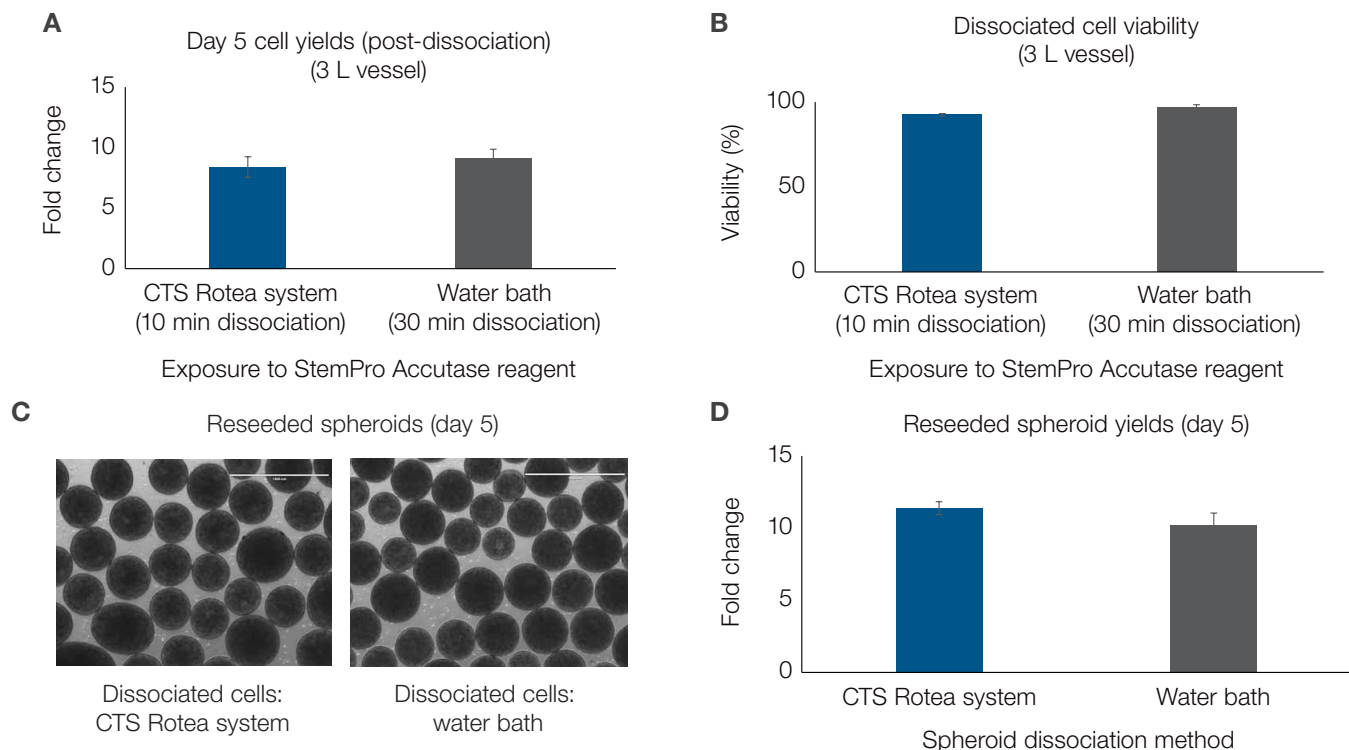 A
Day 5 cell yields (post-dissociation)
(3 L vessel)
Fold change
15
10
5
0
CTS Rotea system
(10 min dissociation)
Water bath
(30 min dissociation)
Exposure to StemPro Accutase reagent
B
Dissociated cell viability
(3 L vessel)
Viability (%)
100
50
0
CTS Rotea system
(10 min dissociation)
Water bath
(30 min dissociation)
Exposure to StemPro Accutase reagent
C
Reseeded spheroids (day 5)
Dissociated cells:
CTS Rotea system
Dissociated cells:
water bath
D
Reseeded spheroid yields (day 5)
Fold change
15
10
5
0
CTS Rotea system
Water bath
Spheroid dissociation method